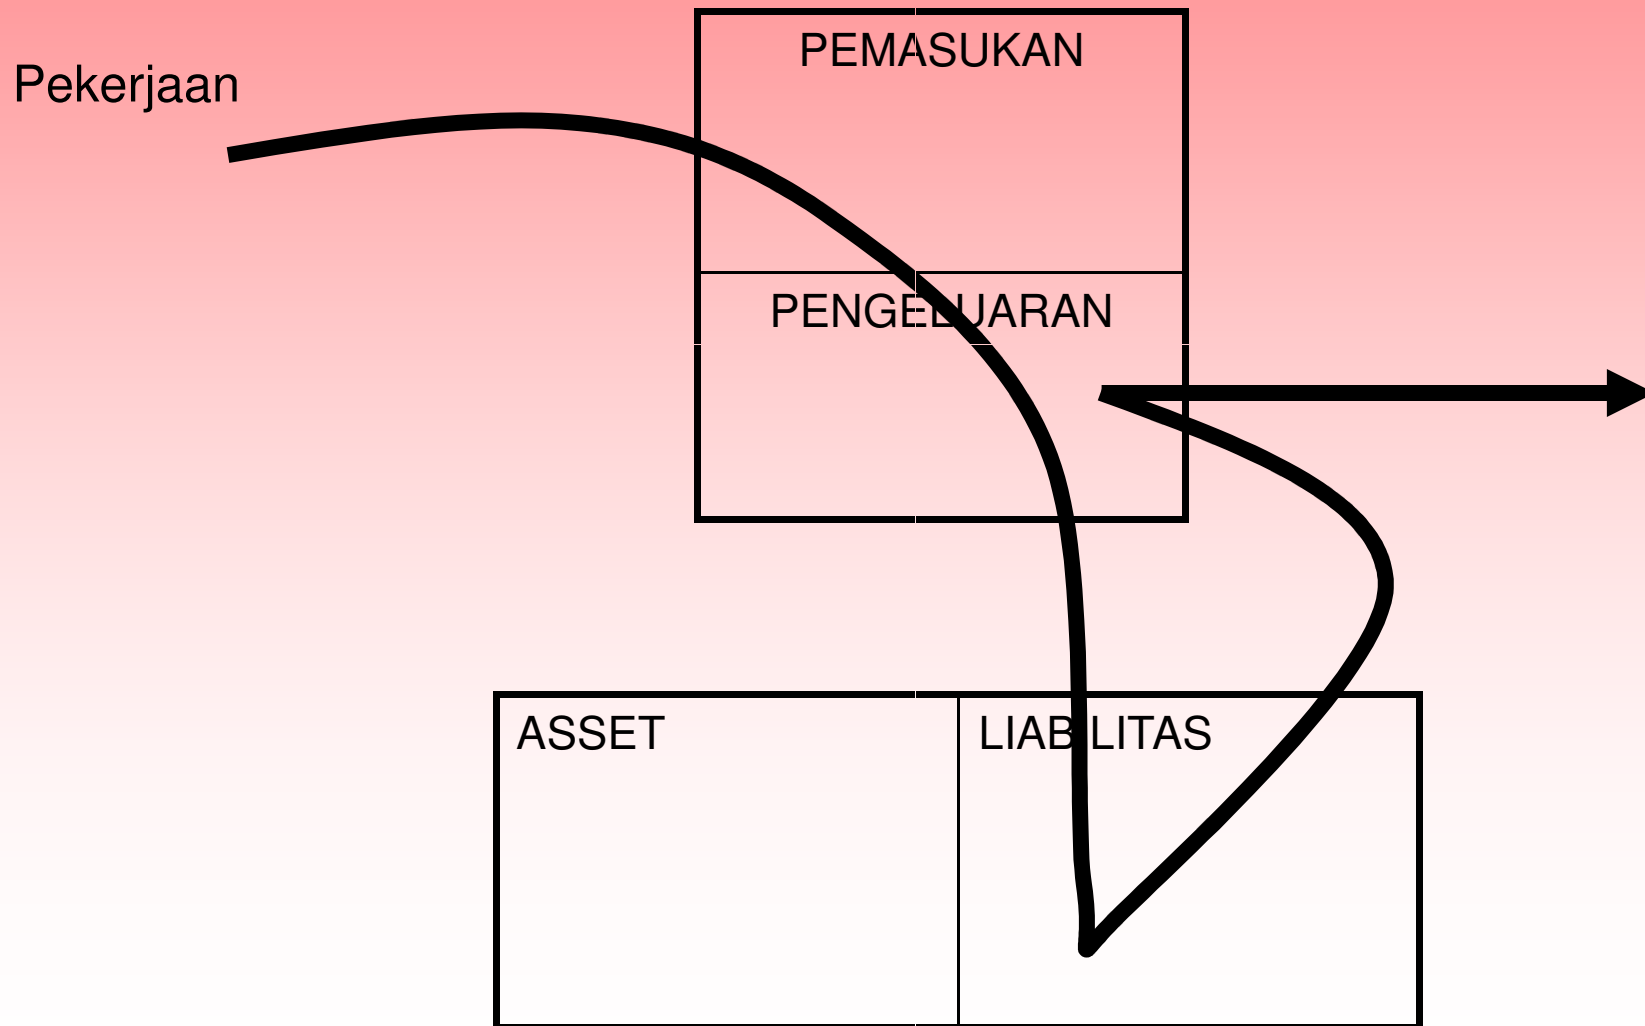 PEMASUKAN
Pekerjaan
PENGELUARAN
ASSET
LIABILITAS